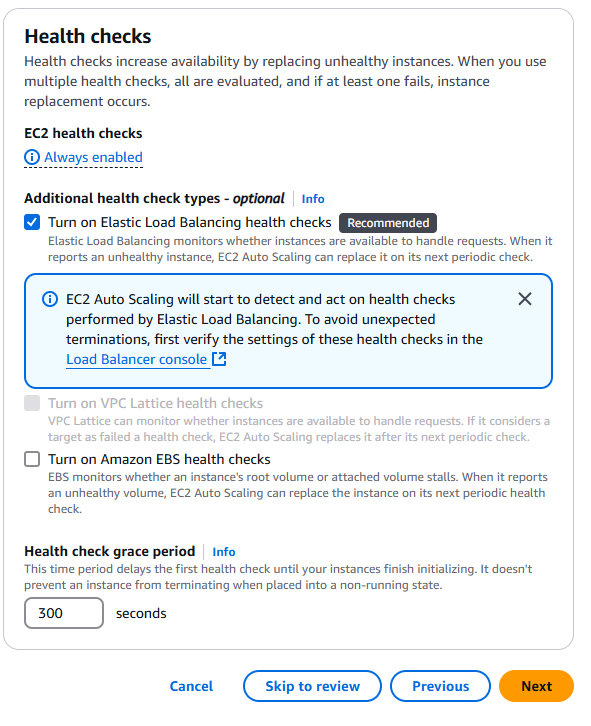 Health checks
Health checks increase availability by replacing unhealthy instances. When you use
multiple health checks, all are evaluated, and if at least one fails, instance
replacement occurs.
EC2 health checks
Always enabled
Additional health check types - optional Info
Turn on Elastic Load Balancing health checks Recommended
Elastic Load Balancing monitors whether instances are available to handle requests. When it
reports an unhealthy instance, EC2 Auto Scaling can replace it on its next periodic check.
EC2 Auto Scaling will start to detect and act on health checks
performed by Elastic Load Balancing. To avoid unexpected
terminations, first verify the settings of these health checks in the
Load Balancer console
Turn on VPC Lattice health checks
VPC Lattice can monitor whether instances are available to handle requests. If it considers a
target as failed a health check, EC2 Auto Scaling replaces it after its next periodic check.
Turn on Amazon EBS health checks
EBS monitors whether an instance's root volume or attached volume stalls. When it reports
an unhealthy volume, EC2 Auto Scaling can replace the instance on its next periodic health
check.
Health check grace period Info
This time period delays the first health check until your instances finish initializing. It doesn't
prevent an instance from terminating when placed into a non-running state.
300 seconds
Cancel Skip to review Previous Next